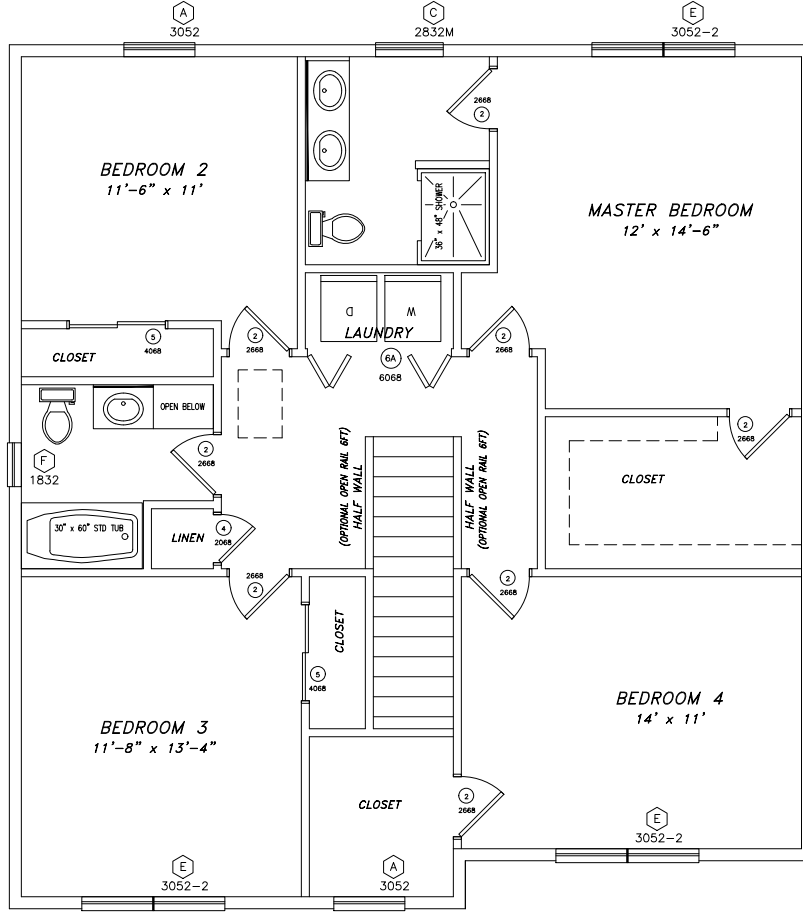 A
3052
C
2832M
E
3052-2
BEDROOM 2
11'-6" x 11'
2668
2
36" x 48" SHOWER
MASTER BEDROOM
12' x 14'-6"
D
W
LAUNDRY
6A
6068
2
2668
2
2668
5
4068
CLOSET
OPEN BELOW
F
1832
2
2668
30" x 60" STD TUB
LINEN
4
2068
(OPTIONAL OPEN RAIL 6FT)
HALF WALL
HALF WALL
(OPTIONAL OPEN RAIL 6FT)
2
2668
CLOSET
2668
2
2
2668
CLOSET
5
4068
BEDROOM 3
11'-8" x 13'-4"
BEDROOM 4
14' x 11'
CLOSET
2
2668
E
3052-2
E
3052-2
A
3052